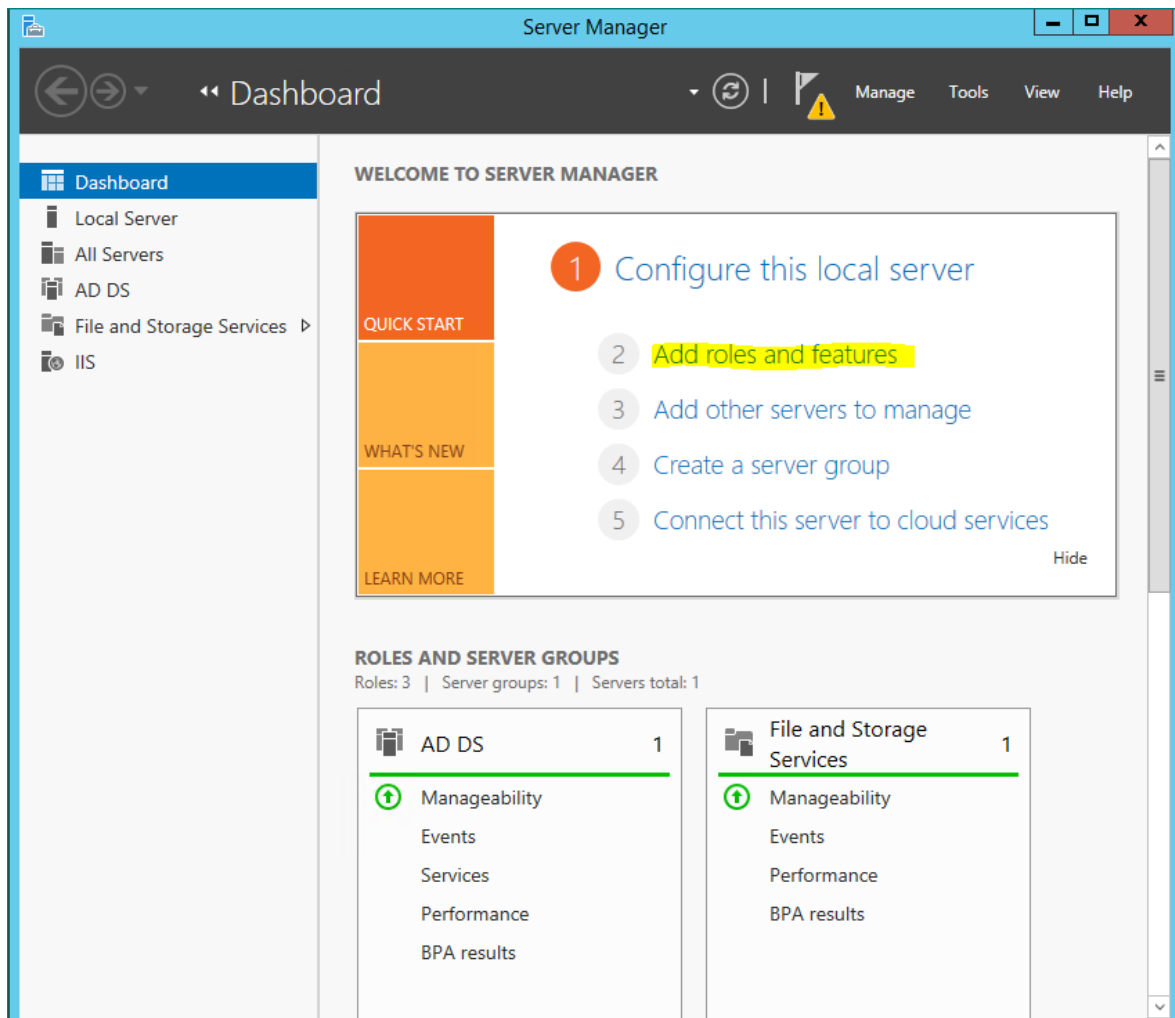 Server Manager
Dashboard
Manage Tools View Help
Dashboard
Local Server
All Servers
AD DS
File and Storage Services
IIS
WELCOME TO SERVER MANAGER
QUICK START
WHAT'S NEW
LEARN MORE
1 Configure this local server
2 Add roles and features
3 Add other servers to manage
4 Create a server group
5 Connect this server to cloud services
Hide
ROLES AND SERVER GROUPS
Roles: 3 | Server groups: 1 | Servers total: 1
AD DS 1
Manageability
Events
Services
Performance
BPA results
File and Storage
Services 1
Manageability
Events
Performance
BPA results